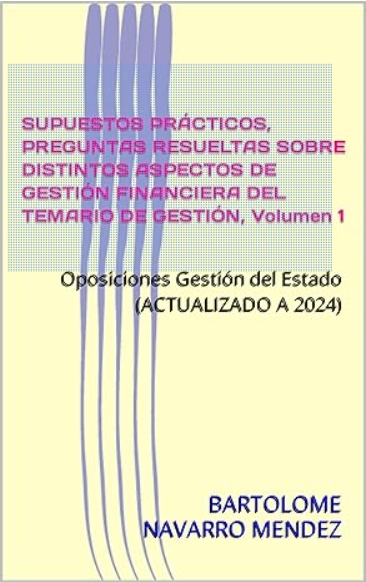 SUPUESTOS PRÁCTICOS,
PREGUNTAS RESUELTAS SOBRE
DISTINTOS ASPECTOS DE
GESTIÓN FINANCIERA DEL
TEMARIO DE GESTIÓN, Volumen 1
Oposiciones Gestión del Estado
(ACTUALIZADO A 2024)
BARTOLOME
NAVARRO MENDEZ